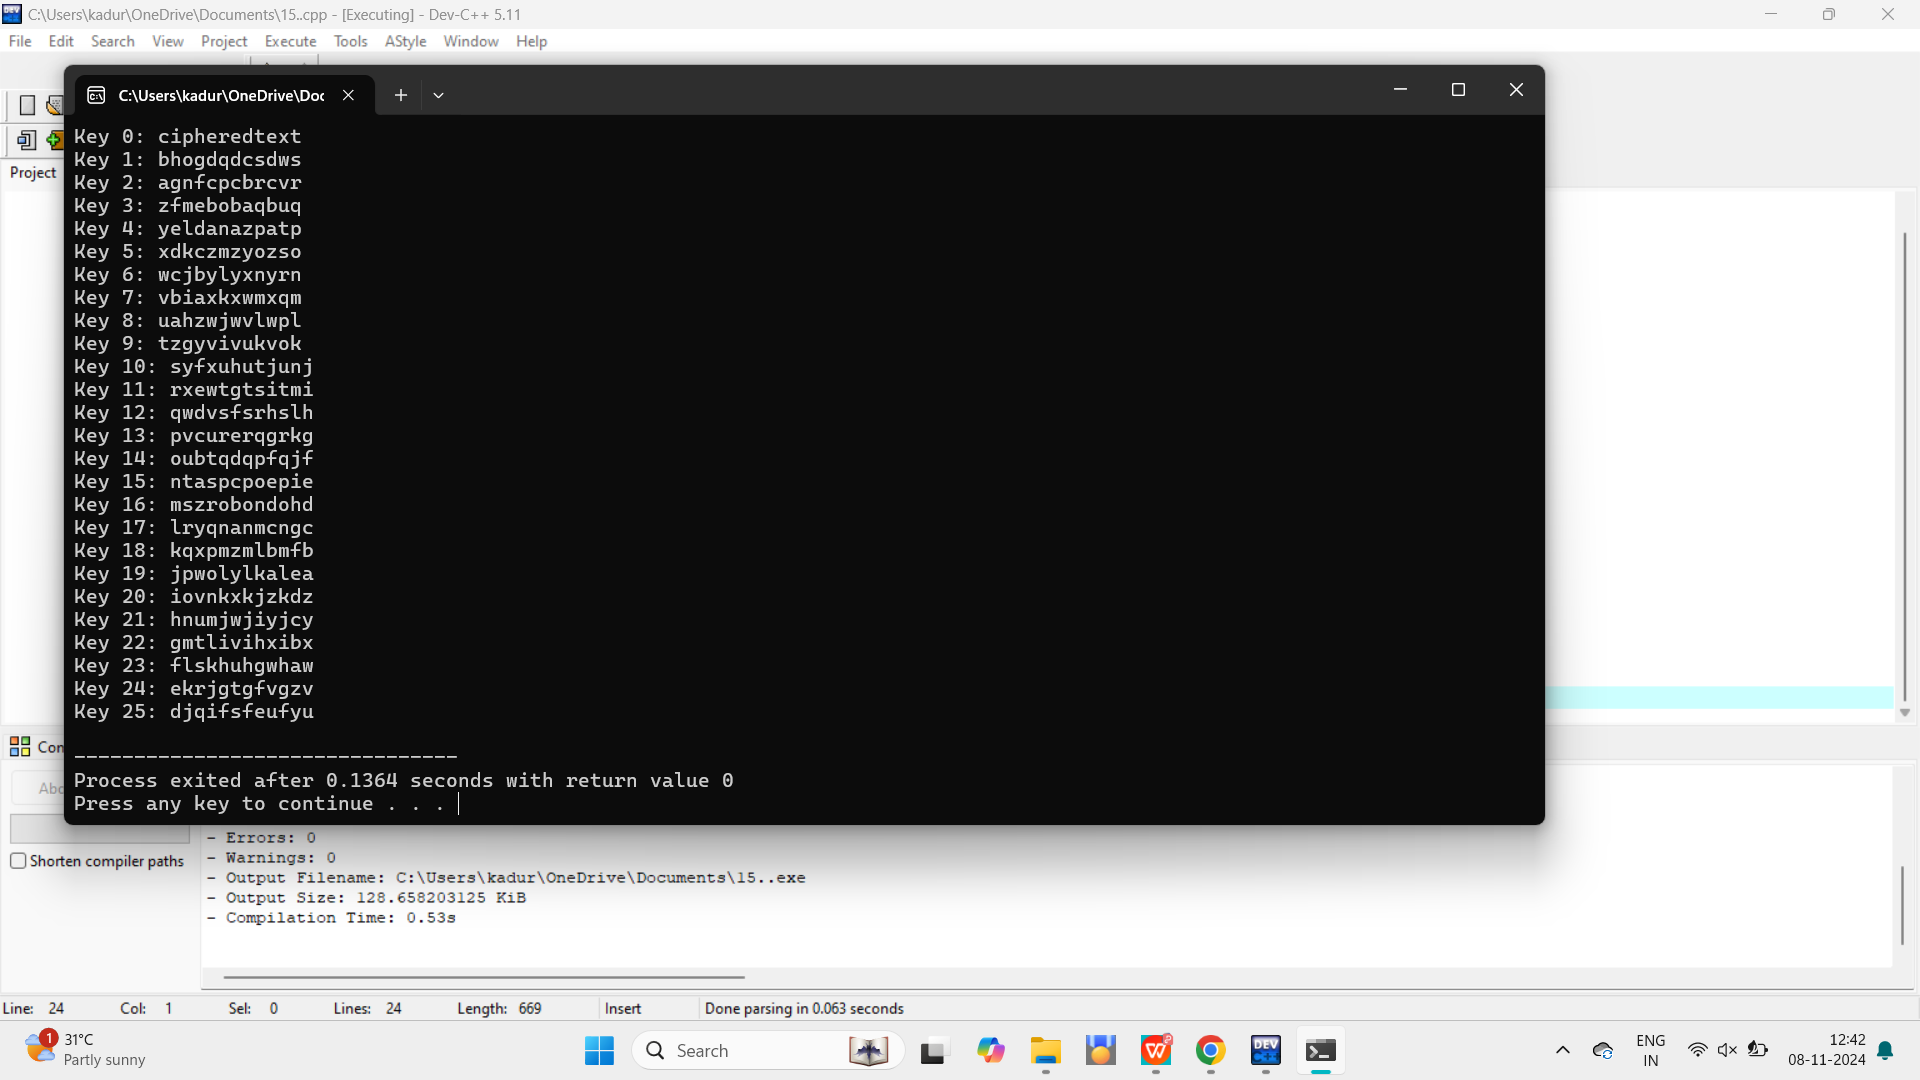 C:\Users\kadur\OneDrive\Documents\15..cpp - [Executing] - Dev-C++ 5.11
File Edit Search View Project Execute Tools AStyle Window Help
C:\Users\kadur\OneDrive\Doc
Project
Key 0: cipheredtext
Key 1: bhogdqdcsdws
Key 2: agnfcpcbrcvr
Key 3: zfmebobaqbuq
Key 4: yeldanazpatp
Key 5: xdkczmzyozso
Key 6: wcjbylyxnyrn
Key 7: vbiaxkxwmxqm
Key 8: uahzwjwvlwpl
Key 9: tzgyvivukvok
Key 10: syfxuhutjunj
Key 11: rxewtgtsitmi
Key 12: qwdvsfsrhslh
Key 13: pvcurerqgrkg
Key 14: oubtqdqpfqjf
Key 15: ntaspcpoepie
Key 16: mszrobondohd
Key 17: lryqnanmcngc
Key 18: kqxpmzmlbmfb
Key 19: jpwolylkalea
Key 20: iovnkxkjzkdz
Key 21: hnumjwjiyjcy
Key 22: gmtlivihxibx
Key 23: flskhuhgwhaw
Key 24: ekrjgtgfvgzv
Key 25: djqifsfeufyu
--------------------------------
Process exited after 0.1364 seconds with return value 0
Press any key to continue . . .
Con
Abo
Shorten compiler paths
- Errors: 0
- Warnings: 0
- Output Filename: C:\Users\kadur\OneDrive\Documents\15..exe
- Output Size: 128.658203125 KiB
- Compilation Time: 0.53s
Line: 24 Col: 1 Sel: 0 Lines: 24 Length: 669 Insert Done parsing in 0.063 seconds
1
31°C
Partly sunny
Search
DEV
ENG
IN
12:42
08-11-2024